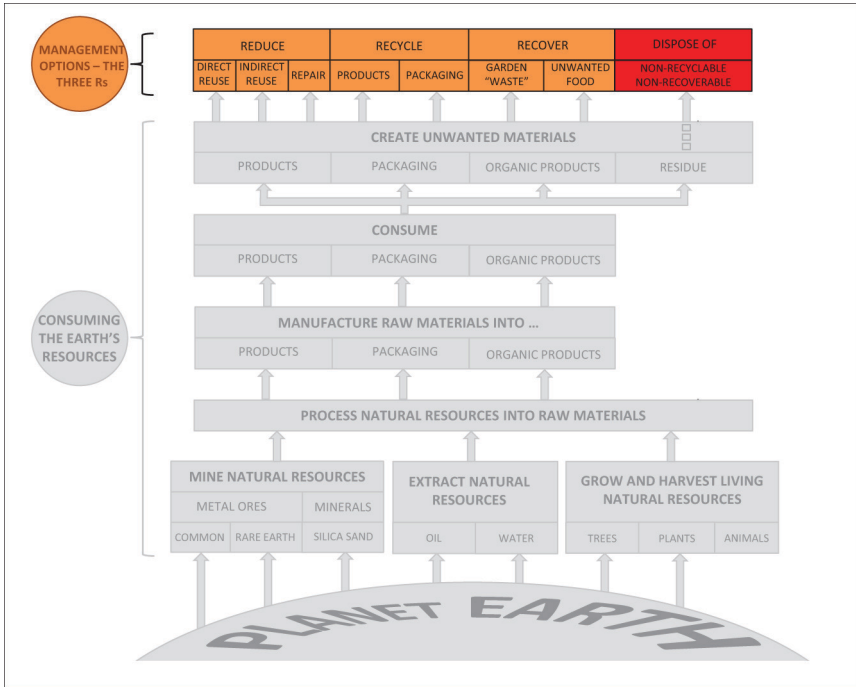 MANAGEMENT
OPTIONS – THE
THREE Rs
REDUCE
RECYCLE
RECOVER
DISPOSE OF
DIRECT
REUSE
INDIRECT
REUSE
REPAIR
PRODUCTS
PACKAGING
GARDEN
"WASTE"
UNWANTED
FOOD
NON-RECYCLABLE
NON-RECOVERABLE
CREATE UNWANTED MATERIALS
PRODUCTS
PACKAGING
ORGANIC PRODUCTS
RESIDUE
CONSUME
PRODUCTS
PACKAGING
ORGANIC PRODUCTS
CONSUMING
THE EARTH'S
RESOURCES
MANUFACTURE RAW MATERIALS INTO …
PRODUCTS
PACKAGING
ORGANIC PRODUCTS
PROCESS NATURAL RESOURCES INTO RAW MATERIALS
MINE NATURAL RESOURCES
METAL ORES
MINERALS
COMMON
RARE EARTH
SILICA SAND
EXTRACT NATURAL
RESOURCES
OIL
WATER
GROW AND HARVEST LIVING
NATURAL RESOURCES
TREES
PLANTS
ANIMALS
PLANET EARTH